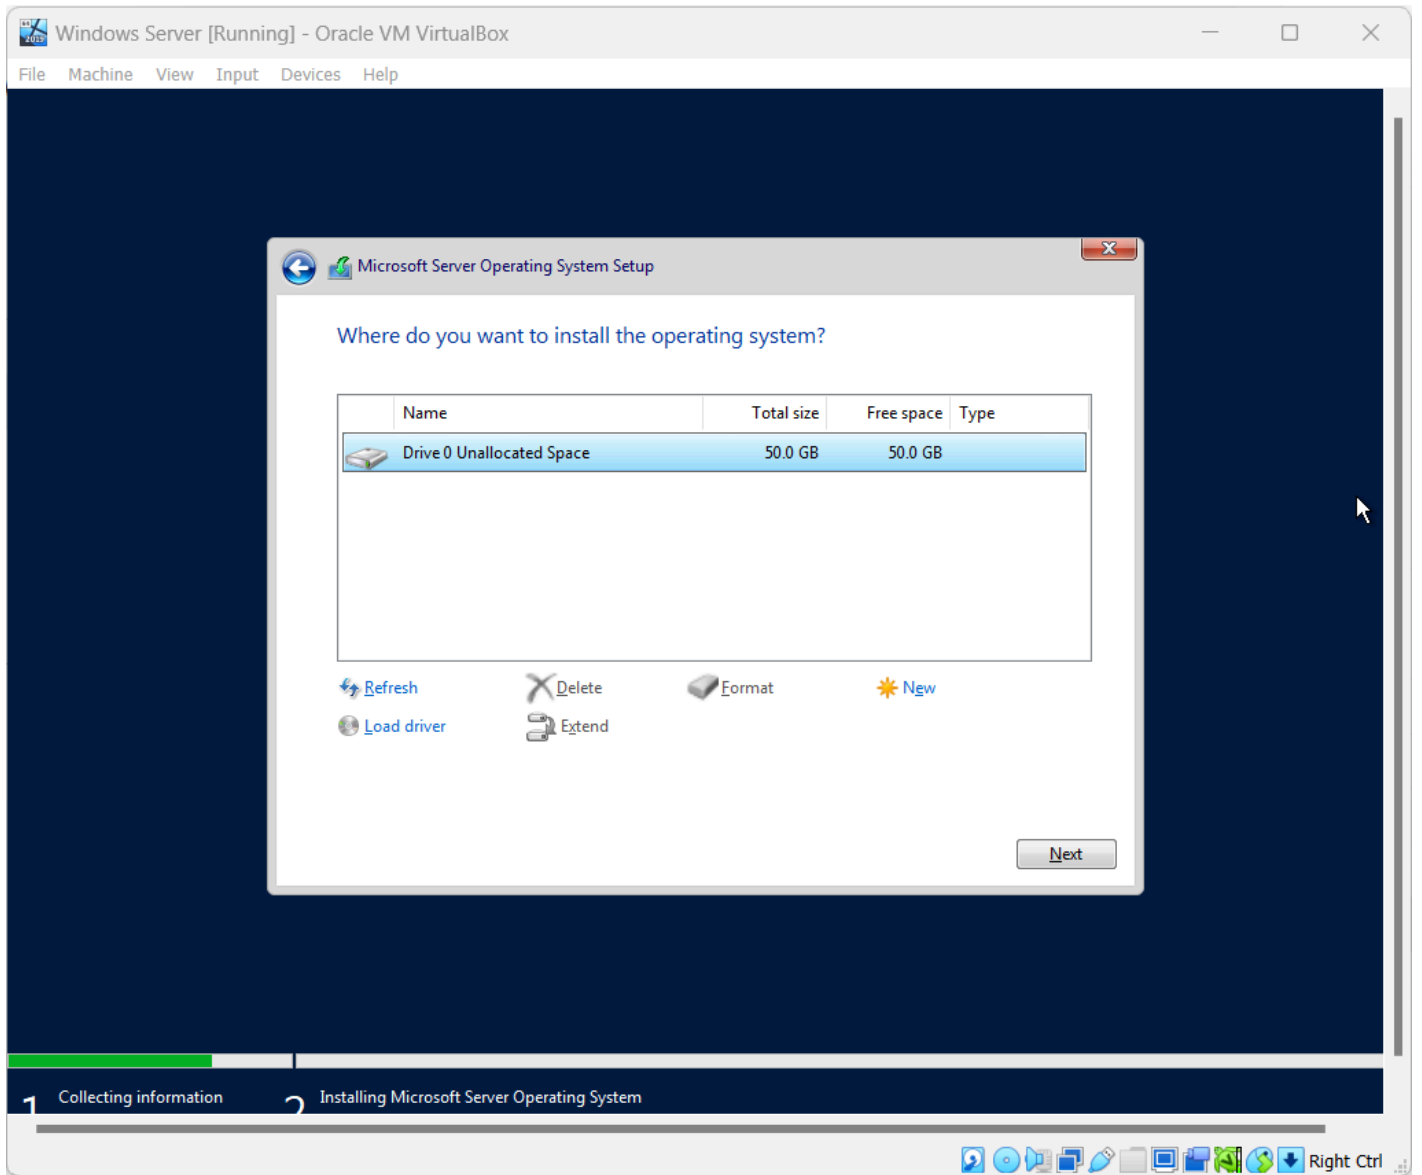 Windows Server [Running] - Oracle VM VirtualBox
File Machine View Input Devices Help
Microsoft Server Operating System Setup
Where do you want to install the operating system?
Name Total size Free space Type
Drive 0 Unallocated Space 50.0 GB 50.0 GB
Refresh Delete Format New
Load driver Extend
Next
1 Collecting information 2 Installing Microsoft Server Operating System
Right Ctrl